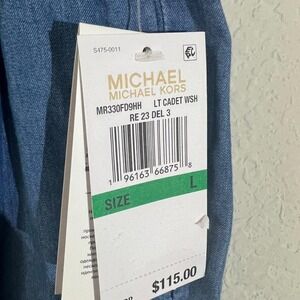 S475-0011
MICHAEL
MICHAEL KORS
MR330FD9HH LT CADET WSH
RE 23 DEL 3
1 96163 66875 8
SIZE L
$115.00